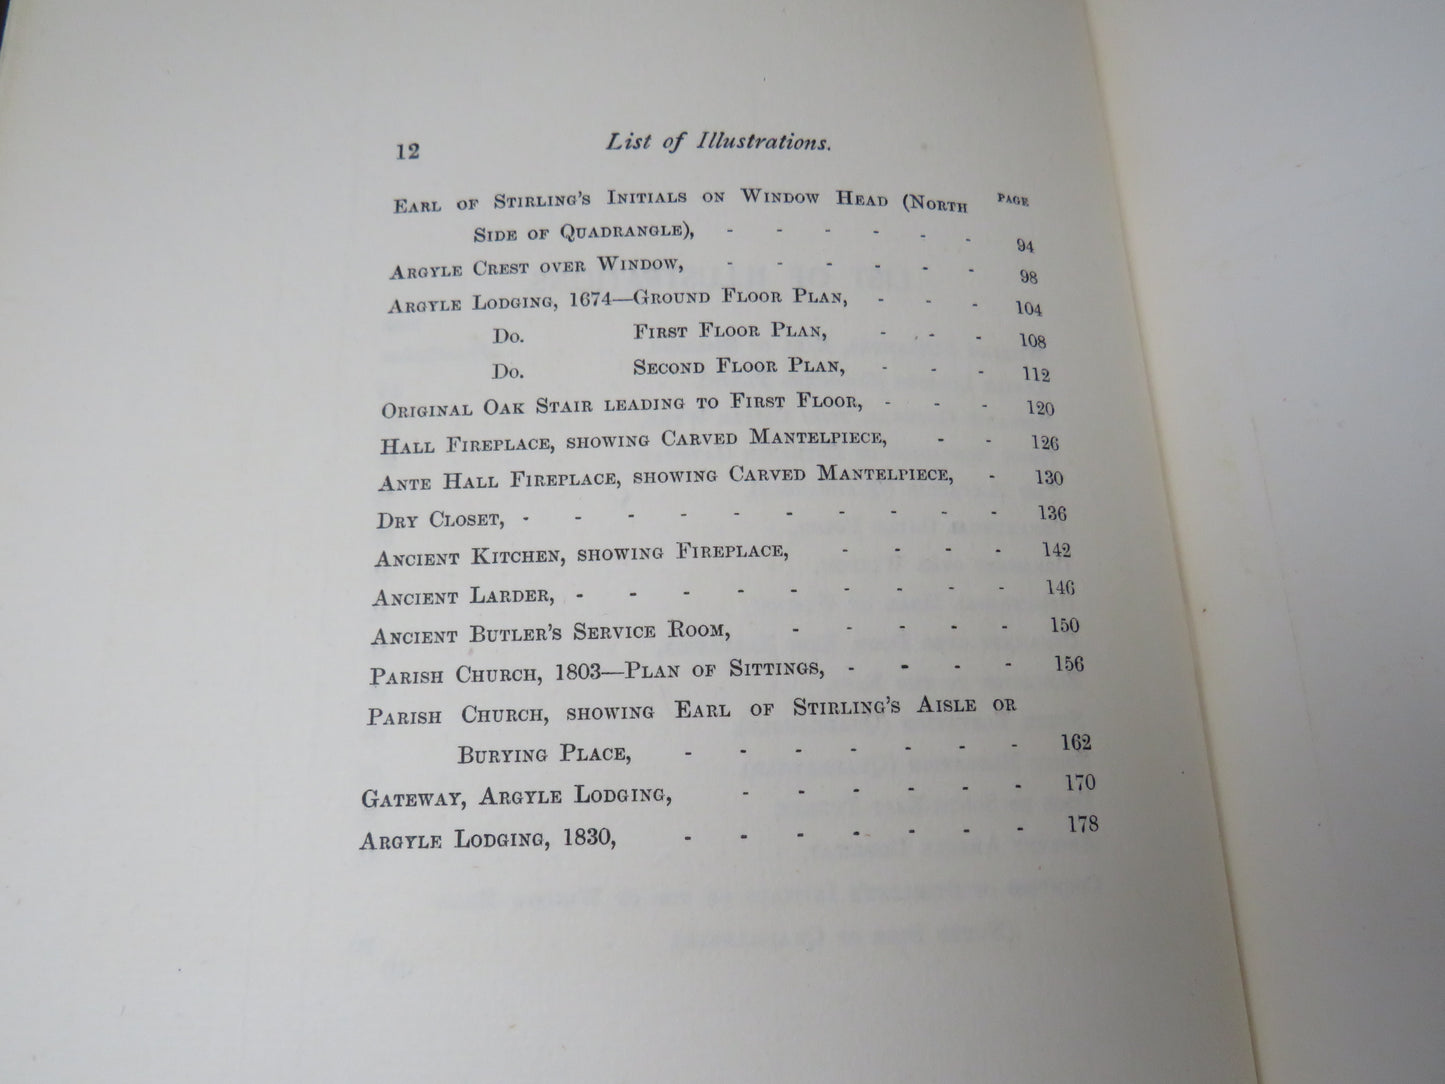 12 List of Illustrations.
PAGE
Earl of Stirling's Initials on Window Head (North
Side of Quadrangle), - - - - - - 94
Argyle Crest over Window, - - - - - - 98
Argyle Lodging, 1674—Ground Floor Plan, - - - 104
Do. First Floor Plan, - - - 108
Do. Second Floor Plan, - - - 112
Original Oak Stair leading to First Floor, - - - 120
Hall Fireplace, showing Carved Mantelpiece, - - 126
Ante Hall Fireplace, showing Carved Mantelpiece, - 130
Dry Closet, - - - - - - - - - - 136
Ancient Kitchen, showing Fireplace, - - - - 142
Ancient Larder, - - - - - - - - - 146
Ancient Butler's Service Room, - - - - - 150
Parish Church, 1803—Plan of Sittings, - - - - 156
Parish Church, showing Earl of Stirling's Aisle or
Burying Place, - - - - - - - 162
Gateway, Argyle Lodging, - - - - - - 170
Argyle Lodging, 1830, - - - - - - - 178